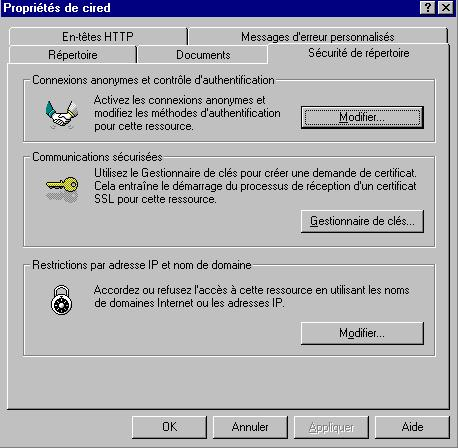 Propriétés de cired
En-têtes HTTP
Messages d'erreur personnalisés
Répertoire
Documents
Sécurité de répertoire
Connexions anonymes et contrôle d'authentification
Activez les connexions anonymes et
modifiez les méthodes d'authentification
pour cette ressource.
Modifier...
Communications sécurisées
Utilisez le Gestionnaire de clés pour créer une demande de certificat.
Cela entraîne le démarrage du processus de réception d'un certificat
SSL pour cette ressource.
Gestionnaire de clés...
Restrictions par adresse IP et nom de domaine
Accordez ou refusez l'accès à cette ressource en utilisant les noms
de domaines Internet ou les adresses IP.
Modifier...
OK
Annuler
Appliquer
Aide